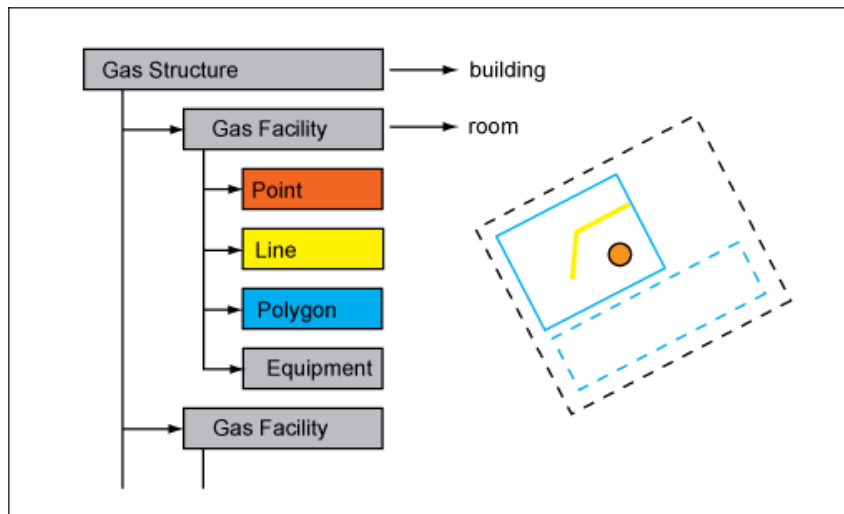 Gas Structure
building
Gas Facility
room
Point
Line
Polygon
Equipment
Gas Facility